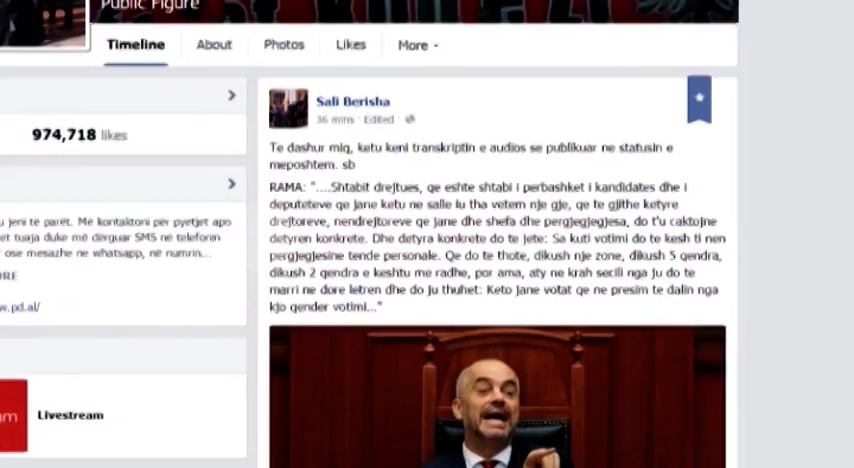 Public Figure
Timeline
About
Photos
Likes
More
974,718 likes
u jeni të parët. Më kontaktoni për pyetjet apo
et tuaja duke më dërguar SMS në telefonin
ose mesazhe ne whatsapp, në numrin...
ORE
w.pd.al/
Livestream
Sali Berisha
36 mins · Edited ·
Te dashur miq, ketu keni transkriptin e audios se publikuar ne statusin e
meposhtem. sb
RAMA: "....Shtabit drejtues, qe eshte shtabi i perbashket i kandidates dhe i
deputeteve qe jane ketu ne salle iu tha vetem nje gje, qe te gjithe ketyre
drejtoreve, nendrejtoreve qe jane dhe shefa dhe pergjegjegjesa, do t'u caktojne
detyren konkrete. Dhe detyra konkrete do te jete: Sa kuti votimi do te kesh ti nen
pergjegjesine tende personale. Qe do te thote, dikush nje zone, dikush 5 qendra,
dikush 2 qendra e keshtu me radhe, por ama, aty ne krah secili nga ju do te
marri ne dore letren dhe do ju thuhet: Keto jane votat qe ne presim te dalin nga
kjo qender votimi..."